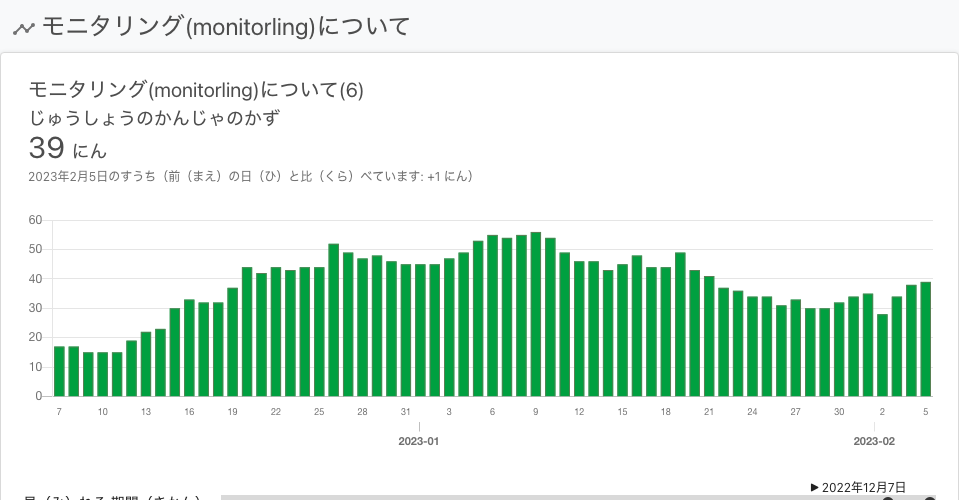 モニタリング(monitorling)について
モニタリング(monitorling)について(6)
じゅうしょうのかんじゃのかず
39 にん
2023年2月5日のすうち（前（まえ）の日（ひ）と比（くら）べています: +1 にん）
60
50
40
30
20
10
0
7 10 13 16 19 22 25 28 31 3 6 9 12 15 18 21 24 27 30 2 5
2023-01 2023-02
▶ 2022年12月7日